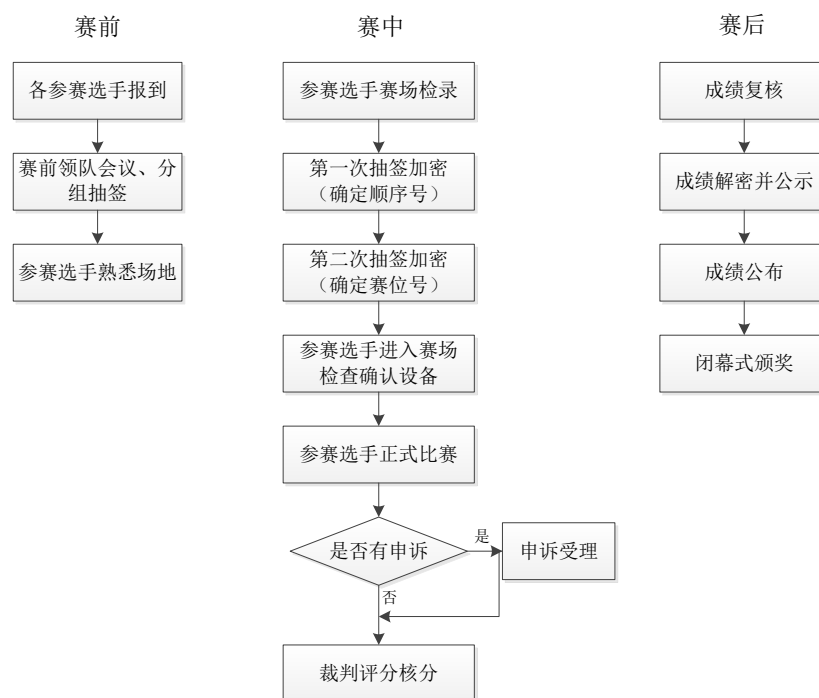 赛前
各参赛选手报到
赛前领队会议、分
组抽签
参赛选手熟悉场地
赛中
参赛选手赛场检录
第一次抽签加密
（确定顺序号）
第二次抽签加密
（确定赛位号）
参赛选手进入赛场
检查确认设备
参赛选手正式比赛
是否有申诉
是
申诉受理
否
裁判评分核分
赛后
成绩复核
成绩解密并公示
成绩公布
闭幕式颁奖